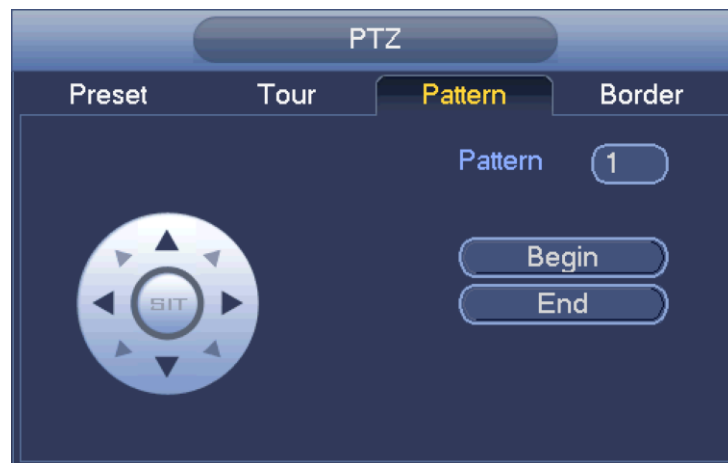 PTZ
Preset Tour Pattern Border
Pattern 1
SIT
Begin
End